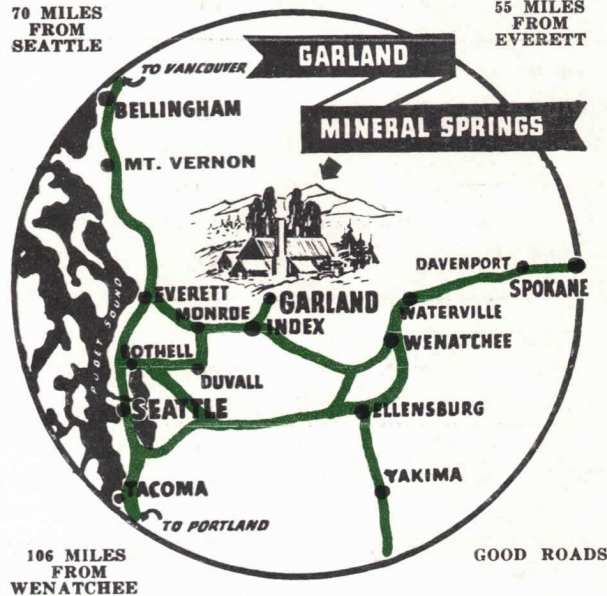 70 MILES
FROM
SEATTLE
55 MILES
FROM
EVERETT
GARLAND
MINERAL SPRINGS
TO VANCOUVER
BELLINGHAM
MT. VERNON
DAVENPORT
SPOKANE
EVERETT
GARLAND
MONROE
INDEX
WATERVILLE
WENATCHEE
PUGET SOUND
BOTHELL
DUVALL
SEATTLE
ELLENSBURG
TACOMA
YAKIMA
TO PORTLAND
106 MILES
FROM
WENATCHEE
GOOD ROADS